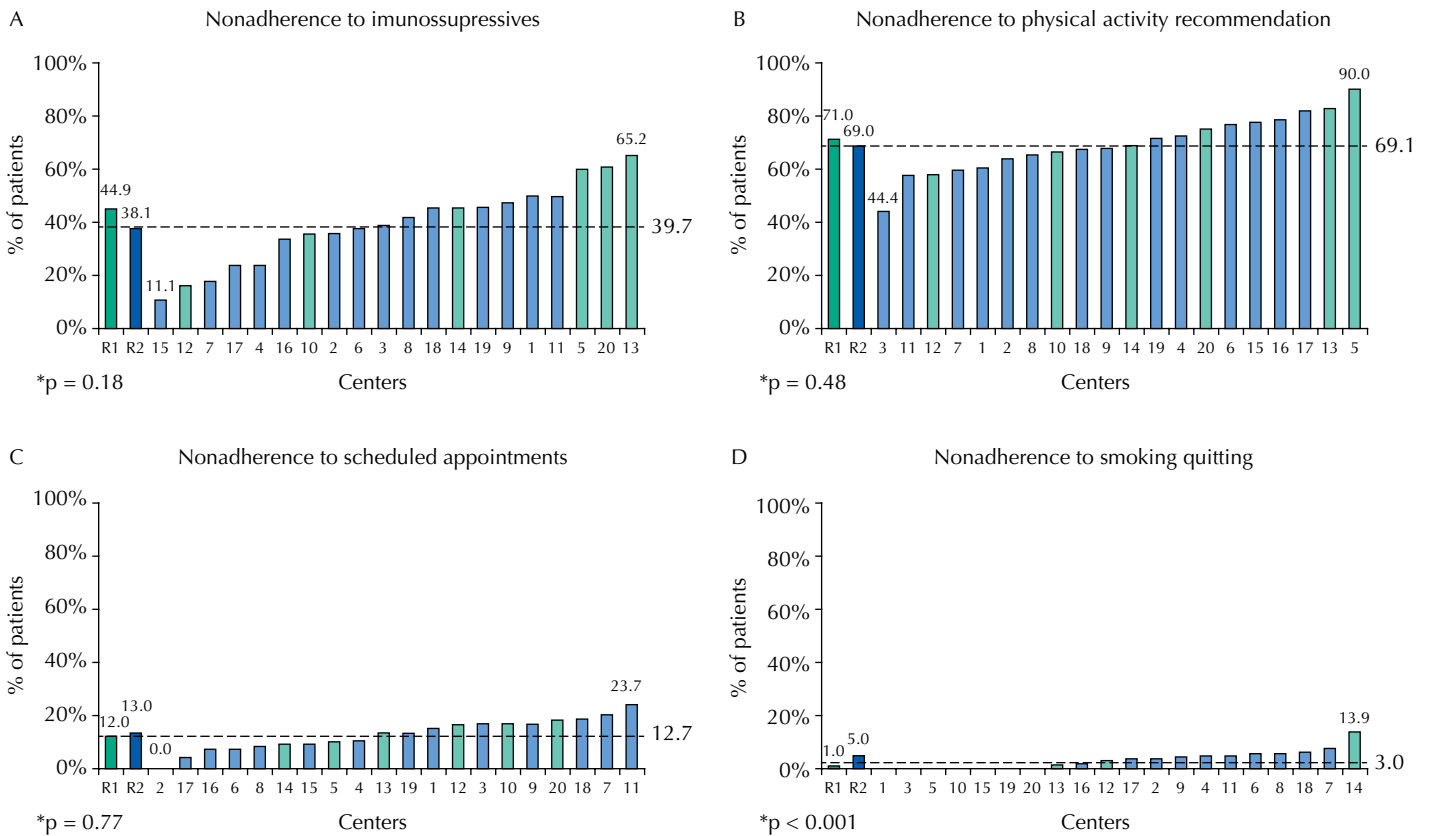 A Nonadherence to imunossupressives
100%
80%
60%
40%
20%
0%
% of patients
44.9
38.1
11.1
65.2
39.7
R1 R2 15 12 7 17 4 16 10 2 6 3 8 18 14 19 9 1 11 5 20 13
*p = 0.18 Centers
B Nonadherence to physical activity recommendation
100%
80%
60%
40%
20%
0%
% of patients
71.0
69.0
44.4
90.0
69.1
R1 R2 3 11 12 7 1 2 8 10 18 9 14 19 4 20 6 15 16 17 13 5
*p = 0.48 Centers
C Nonadherence to scheduled appointments
100%
80%
60%
40%
20%
0%
% of patients
12.0
13.0
0.0
23.7
12.7
R1 R2 2 17 16 6 8 14 15 5 4 13 19 1 12 3 10 9 20 18 7 11
*p = 0.77 Centers
D Nonadherence to smoking quitting
100%
80%
60%
40%
20%
0%
% of patients
1.0
5.0
13.9
3.0
R1 R2 1 3 5 10 15 19 20 13 16 12 17 2 9 4 11 6 8 18 7 14
*p < 0.001 Centers